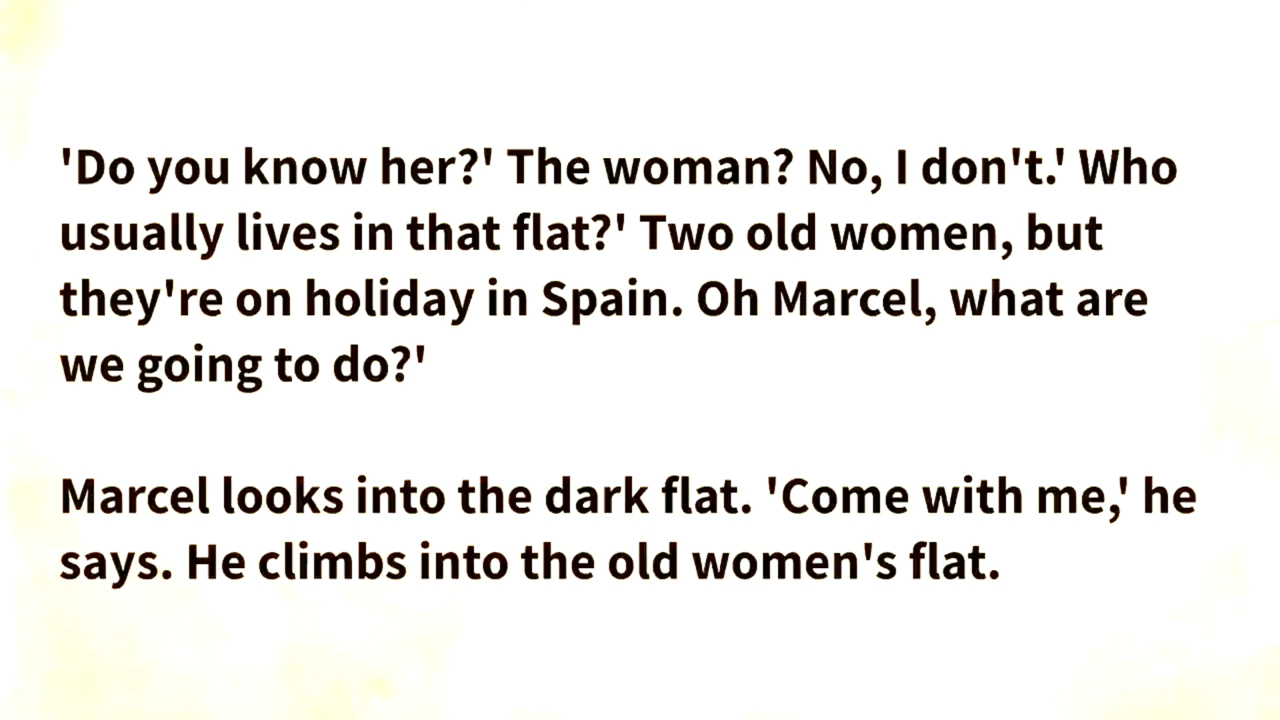 'Do you know her?' The woman? No, I don't.' Who
usually lives in that flat?' Two old women, but
they're on holiday in Spain. Oh Marcel, what are
we going to do?'
Marcel looks into the dark flat. 'Come with me,' he
says. He climbs into the old women's flat.